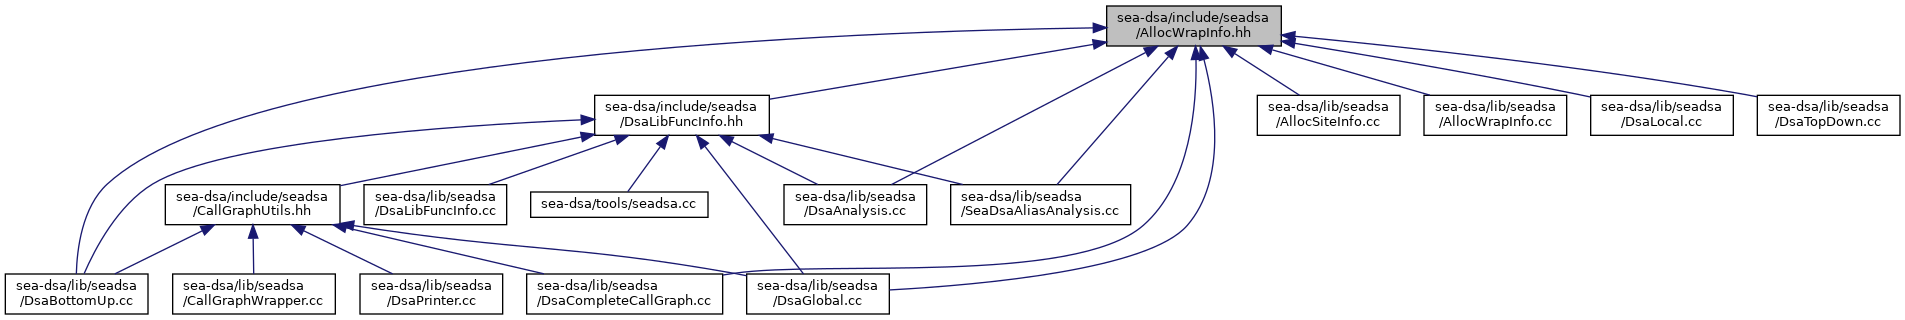 sea-dsa/include/seadsa
/AllocWrapInfo.hh
sea-dsa/include/seadsa
/DsaLibFuncInfo.hh
sea-dsa/lib/seadsa
/AllocSiteInfo.cc
sea-dsa/lib/seadsa
/AllocWrapInfo.cc
sea-dsa/lib/seadsa
/DsaLocal.cc
sea-dsa/lib/seadsa
/DsaTopDown.cc
sea-dsa/include/seadsa
/CallGraphUtils.hh
sea-dsa/lib/seadsa
/DsaLibFuncInfo.cc
sea-dsa/tools/seadsa.cc
sea-dsa/lib/seadsa
/DsaAnalysis.cc
sea-dsa/lib/seadsa
/SeaDsaAliasAnalysis.cc
sea-dsa/lib/seadsa
/DsaBottomUp.cc
sea-dsa/lib/seadsa
/CallGraphWrapper.cc
sea-dsa/lib/seadsa
/DsaPrinter.cc
sea-dsa/lib/seadsa
/DsaCompleteCallGraph.cc
sea-dsa/lib/seadsa
/DsaGlobal.cc